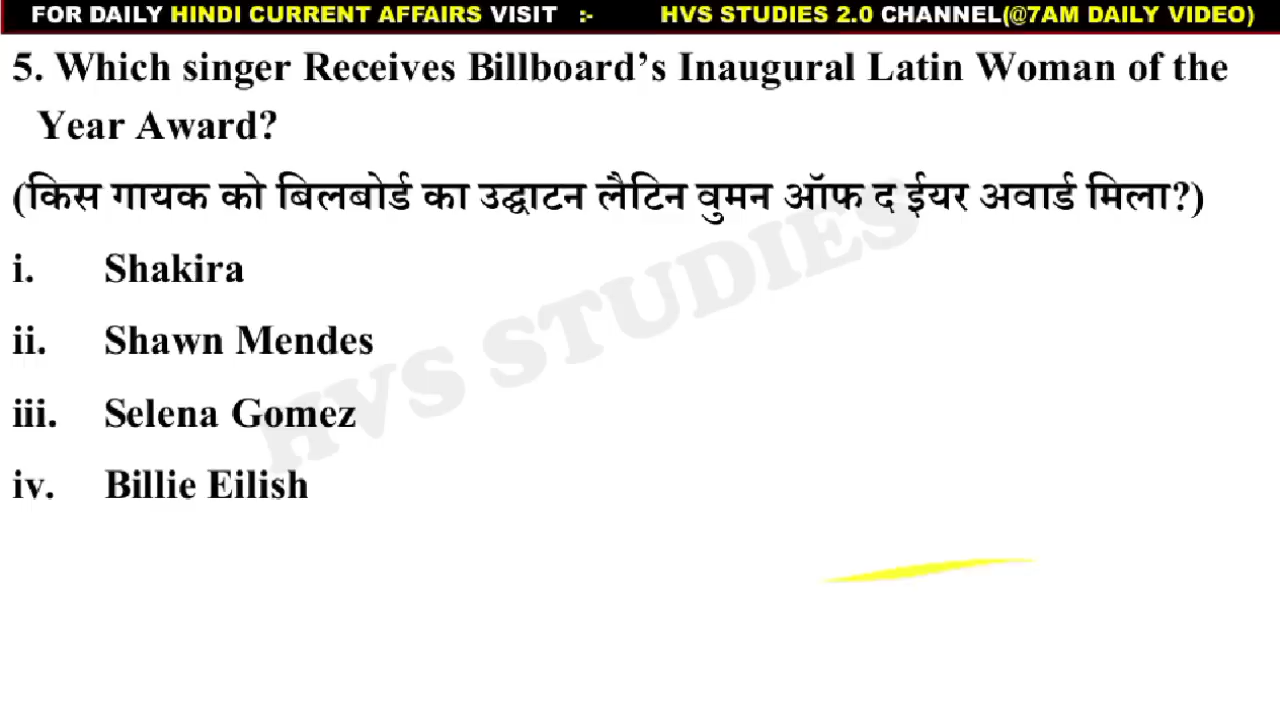 FOR DAILY HINDI CURRENT AFFAIRS VISIT :- HVS STUDIES 2.0 CHANNEL(@7AM DAILY VIDEO)
5. Which singer Receives Billboard’s Inaugural Latin Woman of the
Year Award?
(किस गायक को बिलबोर्ड का उद्घाटन लैटिन वुमन ऑफ द ईयर अवार्ड मिला?)
i. Shakira
ii. Shawn Mendes
iii. Selena Gomez
iv. Billie Eilish
HVS STUDIES